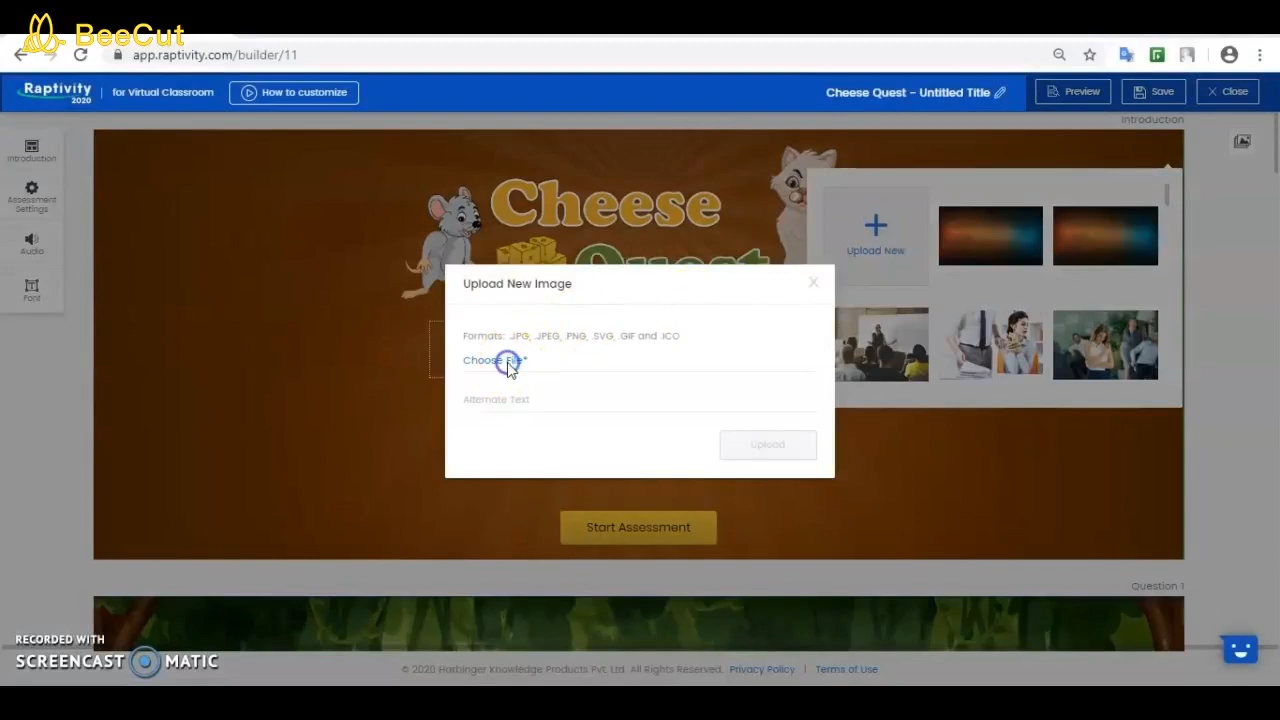 BeeCut
app.raptivity.com/builder/11
Raptivity 2020
for Virtual Classroom
How to customize
Cheese Quest - Untitled Title
Preview
Save
X Close
Introduction
Introduction
Assessment
Settings
Audio
Font
Cheese
Quest
Upload New
Upload New Image
X
Formats: .JPG, .JPEG, .PNG, .SVG, .GIF and .ICO
Choose File*
Alternate Text
Upload
Start Assessment
Question 1
RECORDED WITH
SCREENCAST MATIC
© 2020 Harbinger Knowledge Products Pvt. Ltd. All Rights Reserved. Privacy Policy | Terms of Use